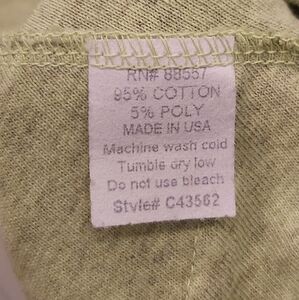 RN# 88557
95% COTTON
5% POLY
MADE IN USA
Machine wash cold
Tumble dry low
Do not use bleach
Style# C43562